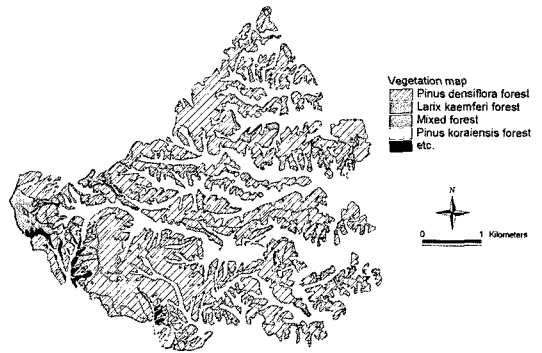 Vegetation map
Pinus densiflora forest
Larix kaemferi forest
Mixed forest
Pinus koraiensis forest
etc.
N
0 1 Kilometers